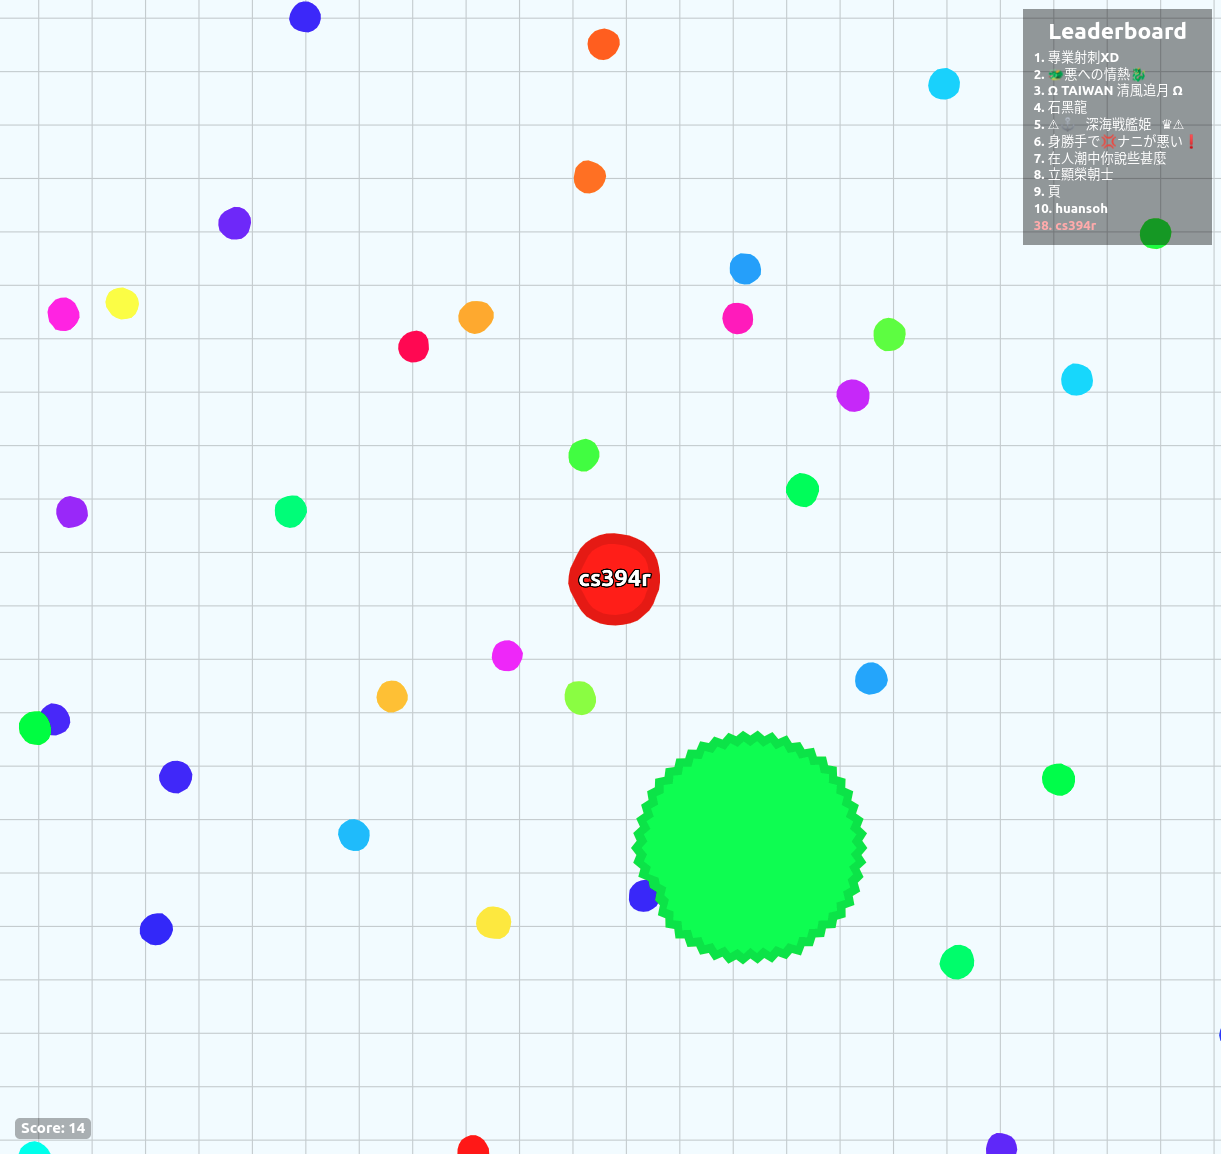 Leaderboard
1. 專業射刺XD
2. 🐲悪への情熱🐉
3. Ω TAIWAN 清風追月 Ω
4. 石黑龍
5. ⚠⚓ 深海戦艦姫 ♛⚠
6. 身勝手で💢ナニが悪い❗
7. 在人潮中你說些甚麼
8. 立顯榮朝士
9. 頁
10. huansoh
38. cs394r
cs394r
Score: 14